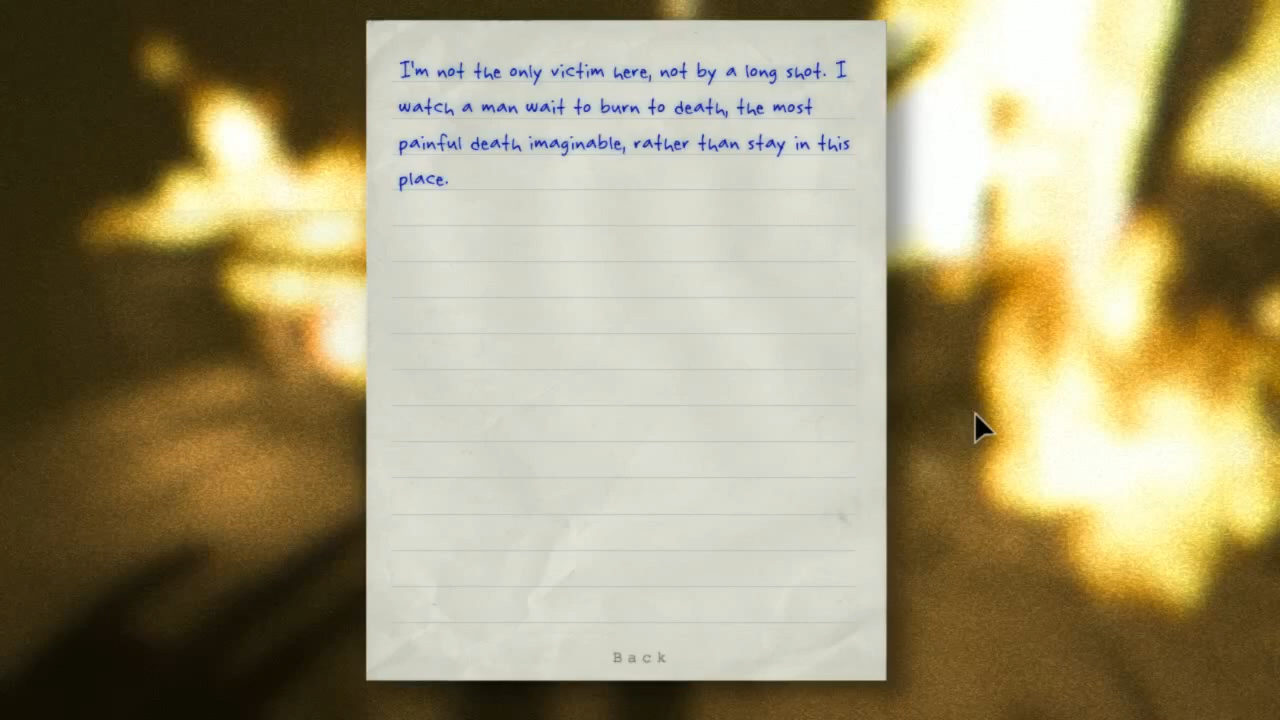 I'm not the only victim here, not by a long shot. I
watch a man wait to burn to death, the most
painful death imaginable, rather than stay in this
place.
Back